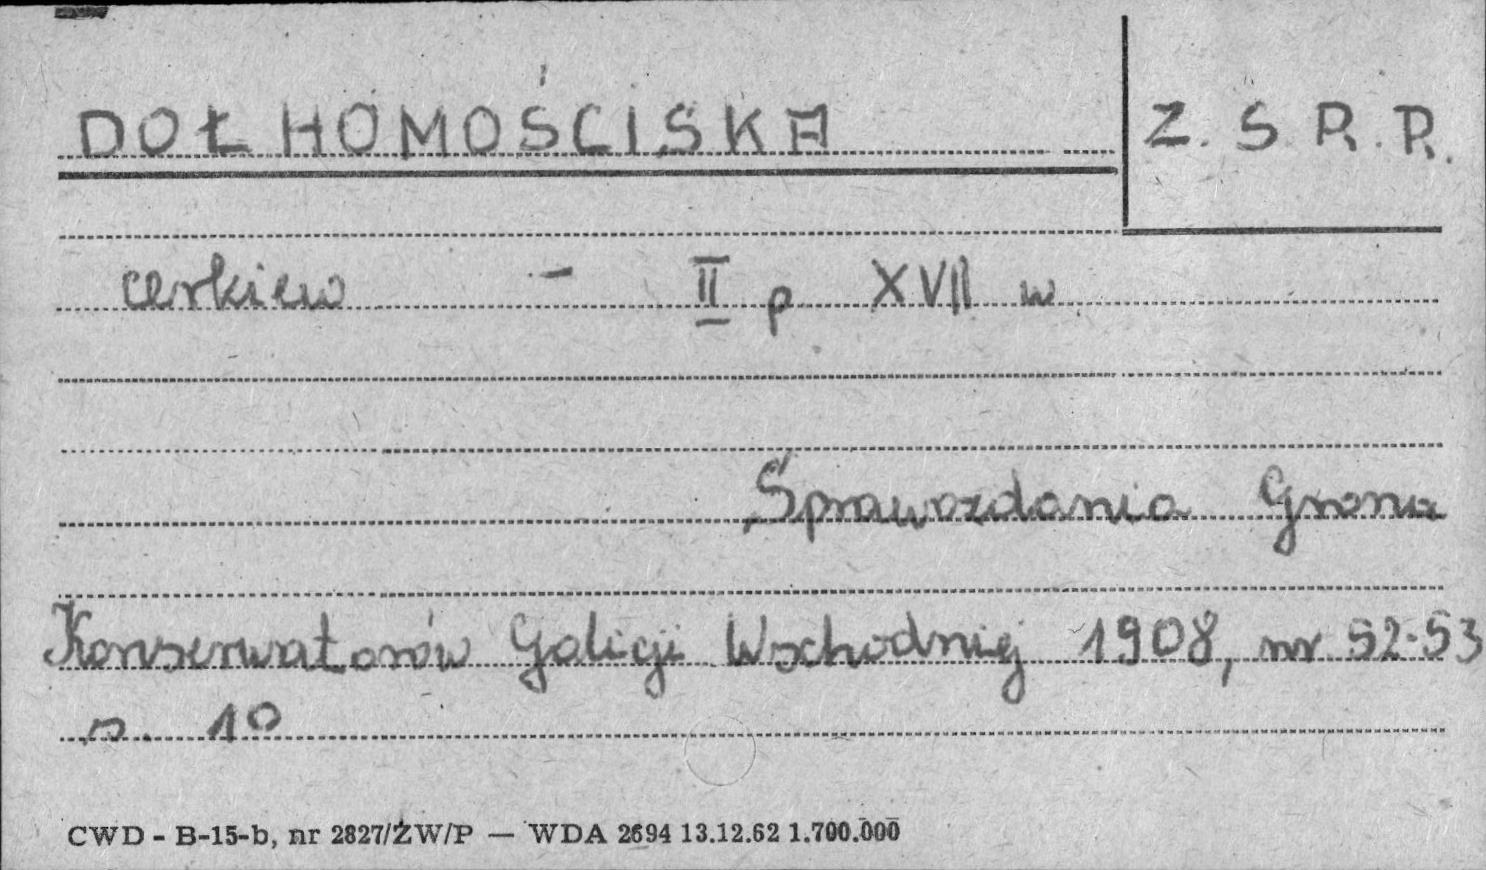 DOŁHOMOŚCISKA
Z. S. R. R.
cerkiew – II p XVII w
Sprawozdania Grona
Konserwatorów Galicji Wschodniej 1908, nr 52-53
s. 10
CWD - B-15-b, nr 2827/ŻW/P — WDA 2694 13.12.62 1.700.000